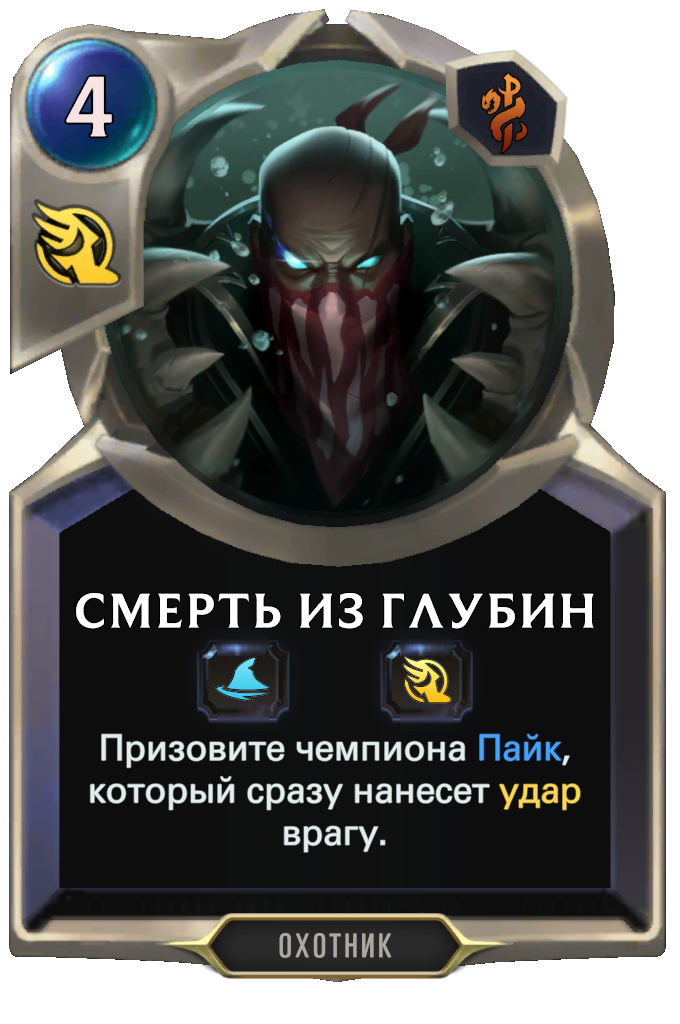 4
СМЕРТЬ ИЗ ГЛУБИН
Призовите чемпиона Пайк,
который сразу нанесет удар
врагу.
ОХОТНИК